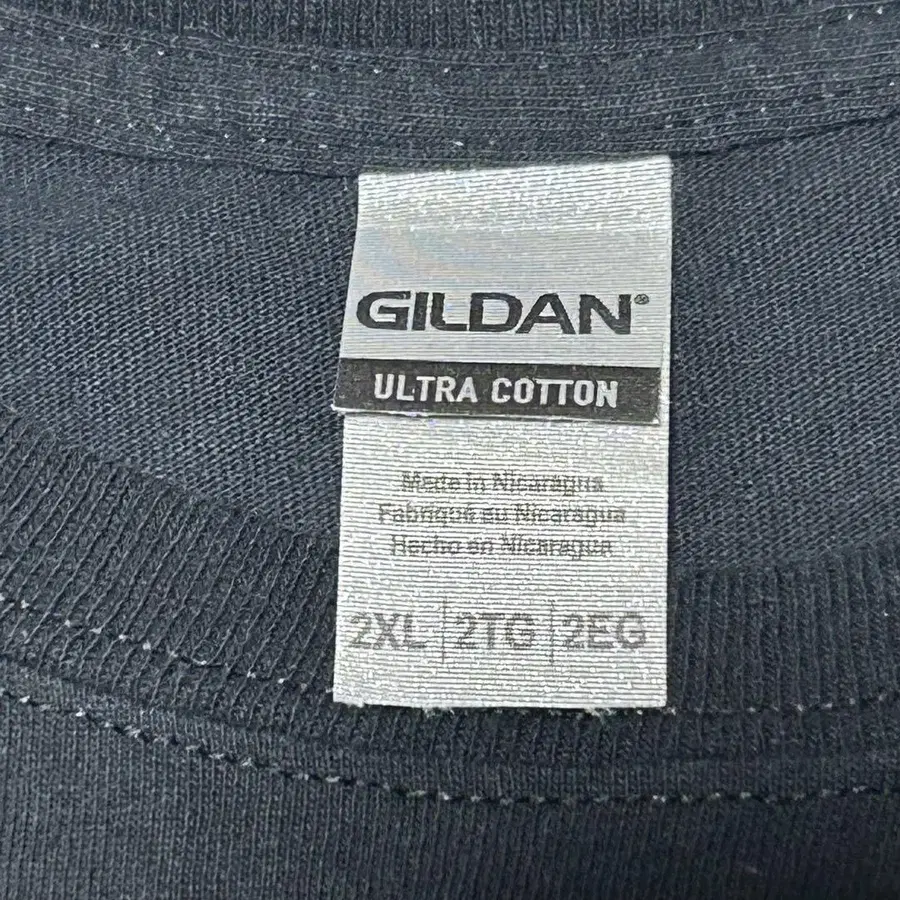 GILDAN®
ULTRA COTTON
Made in Nicaragua
Fabriqué au Nicaragua
Hecho en Nicaragua
2XL | 2TG | 2EG